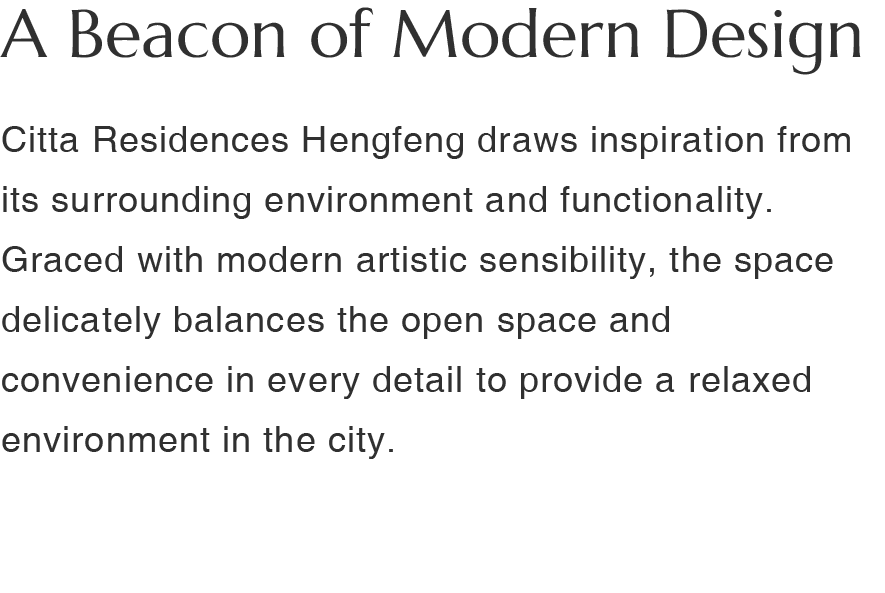 A Beacon of Modern Design
Citta Residences Hengfeng draws inspiration from
its surrounding environment and functionality.
Graced with modern artistic sensibility, the space
delicately balances the open space and
convenience in every detail to provide a relaxed
environment in the city.